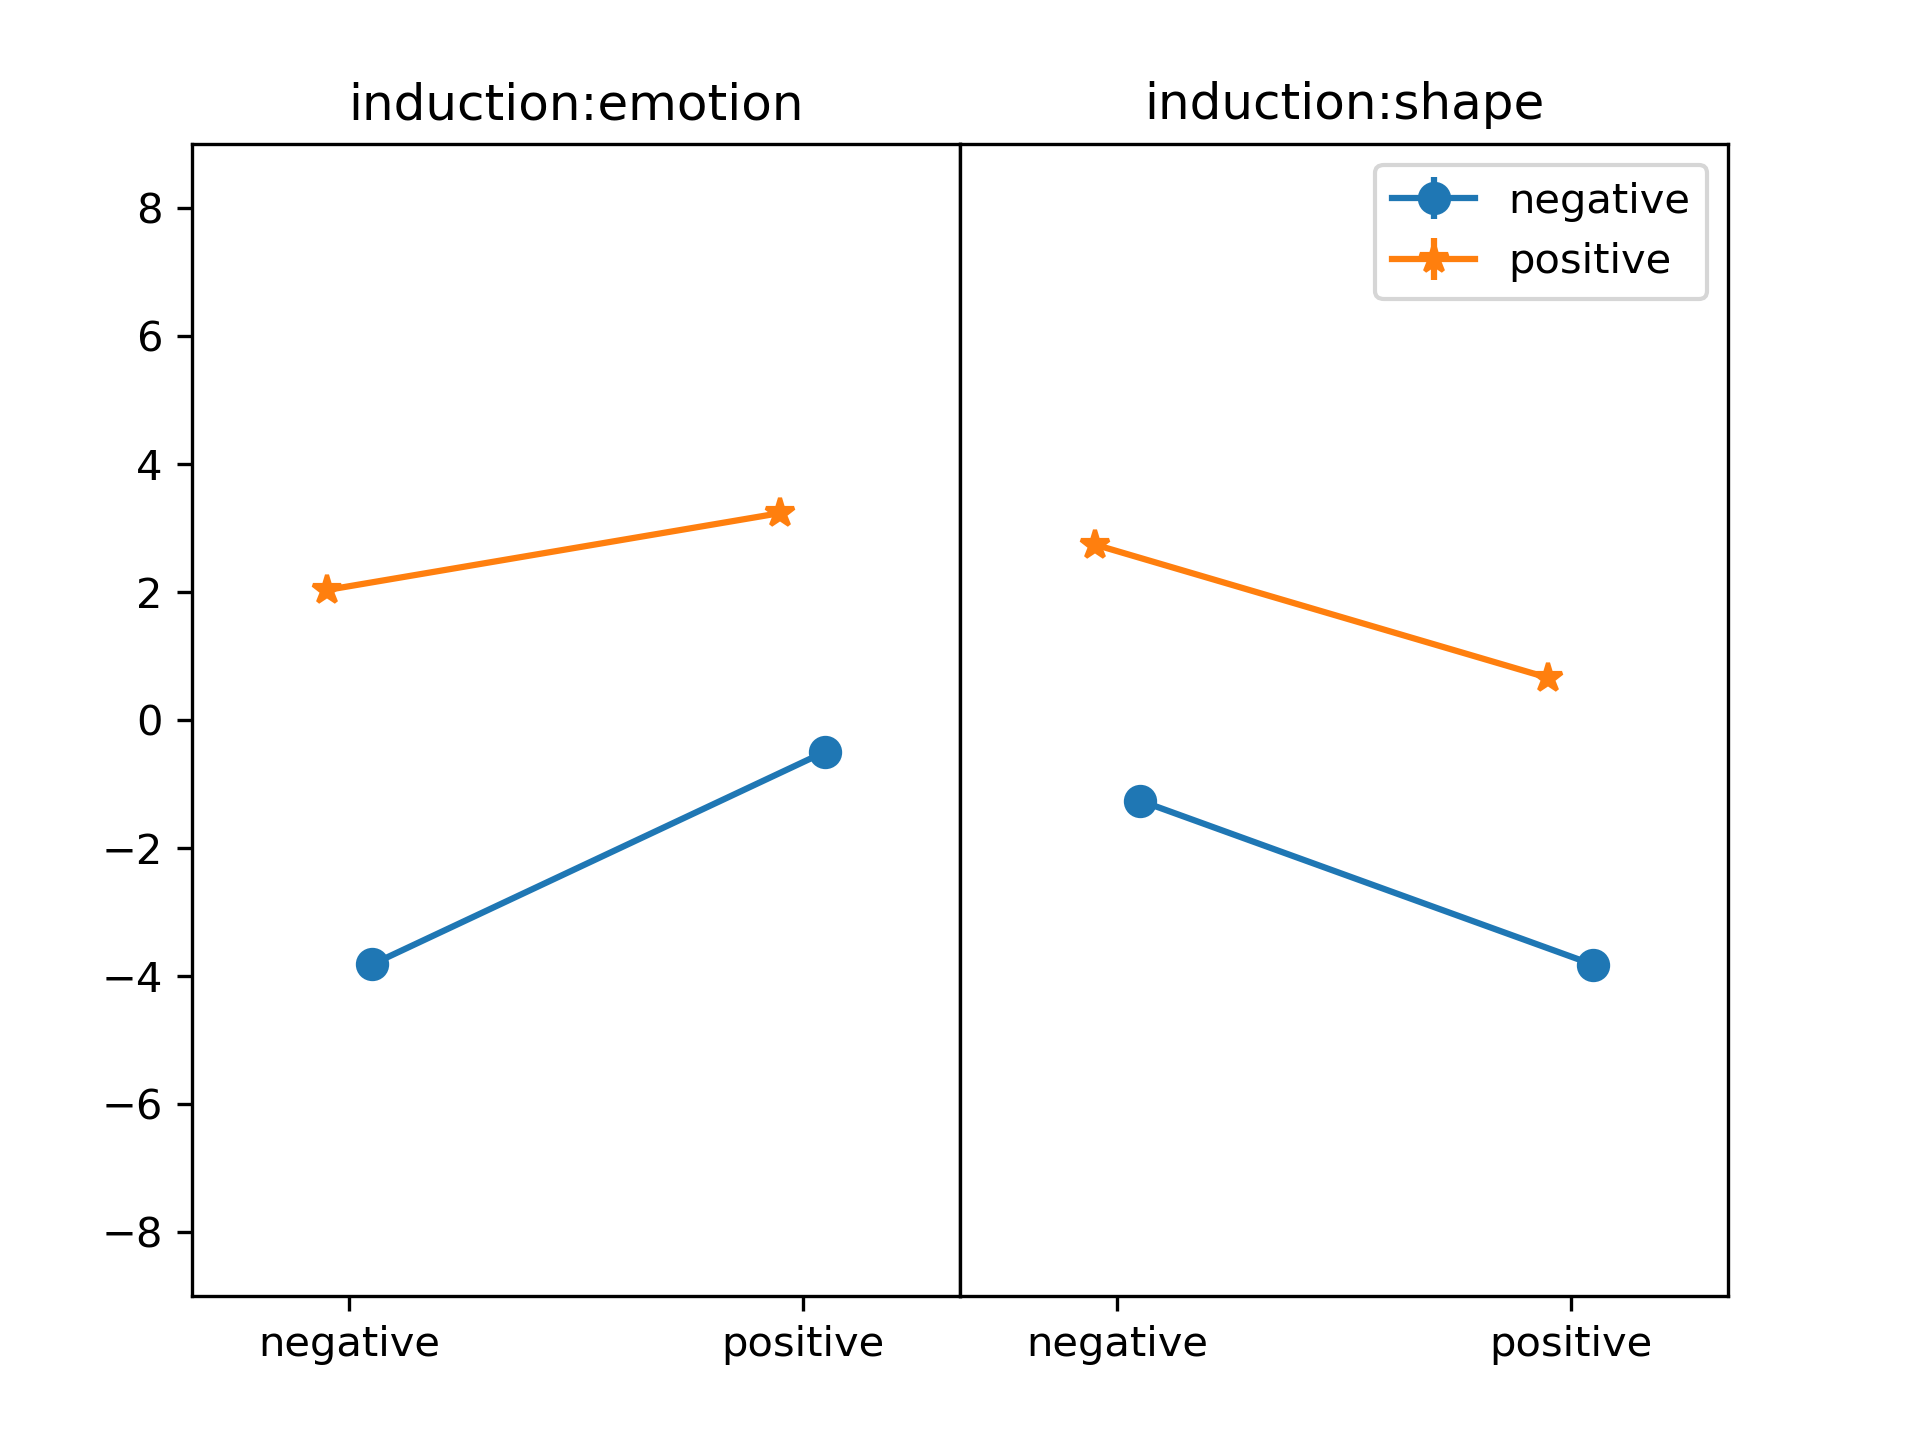 induction:emotion
induction:shape
negative
positive
8
6
4
2
0
−2
−4
−6
−8
negative
positive
negative
positive